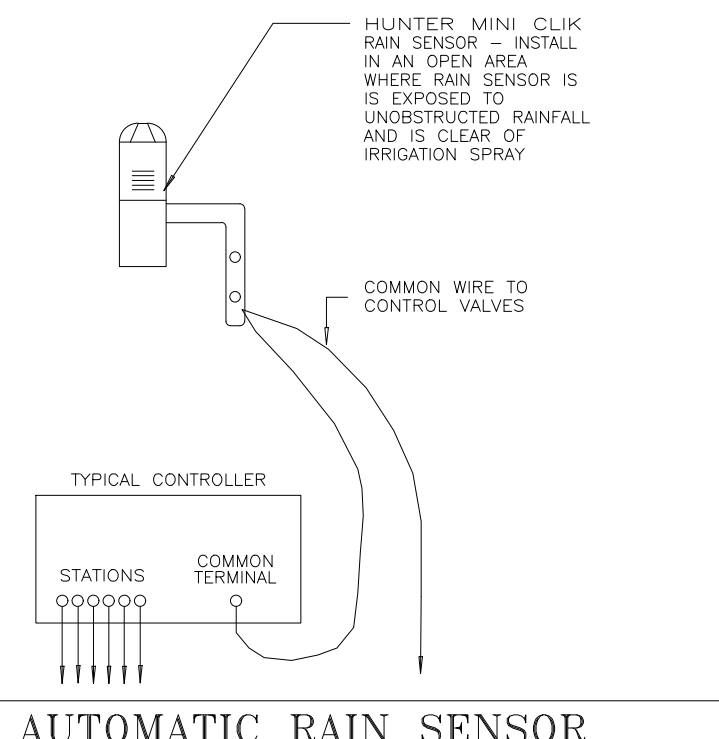 HUNTER MINI CLIK
RAIN SENSOR – INSTALL
IN AN OPEN AREA
WHERE RAIN SENSOR IS
IS EXPOSED TO
UNOBSTRUCTED RAINFALL
AND IS CLEAR OF
IRRIGATION SPRAY
COMMON WIRE TO
CONTROL VALVES
TYPICAL CONTROLLER
STATIONS
COMMON
TERMINAL
AUTOMATIC RAIN SENSOR